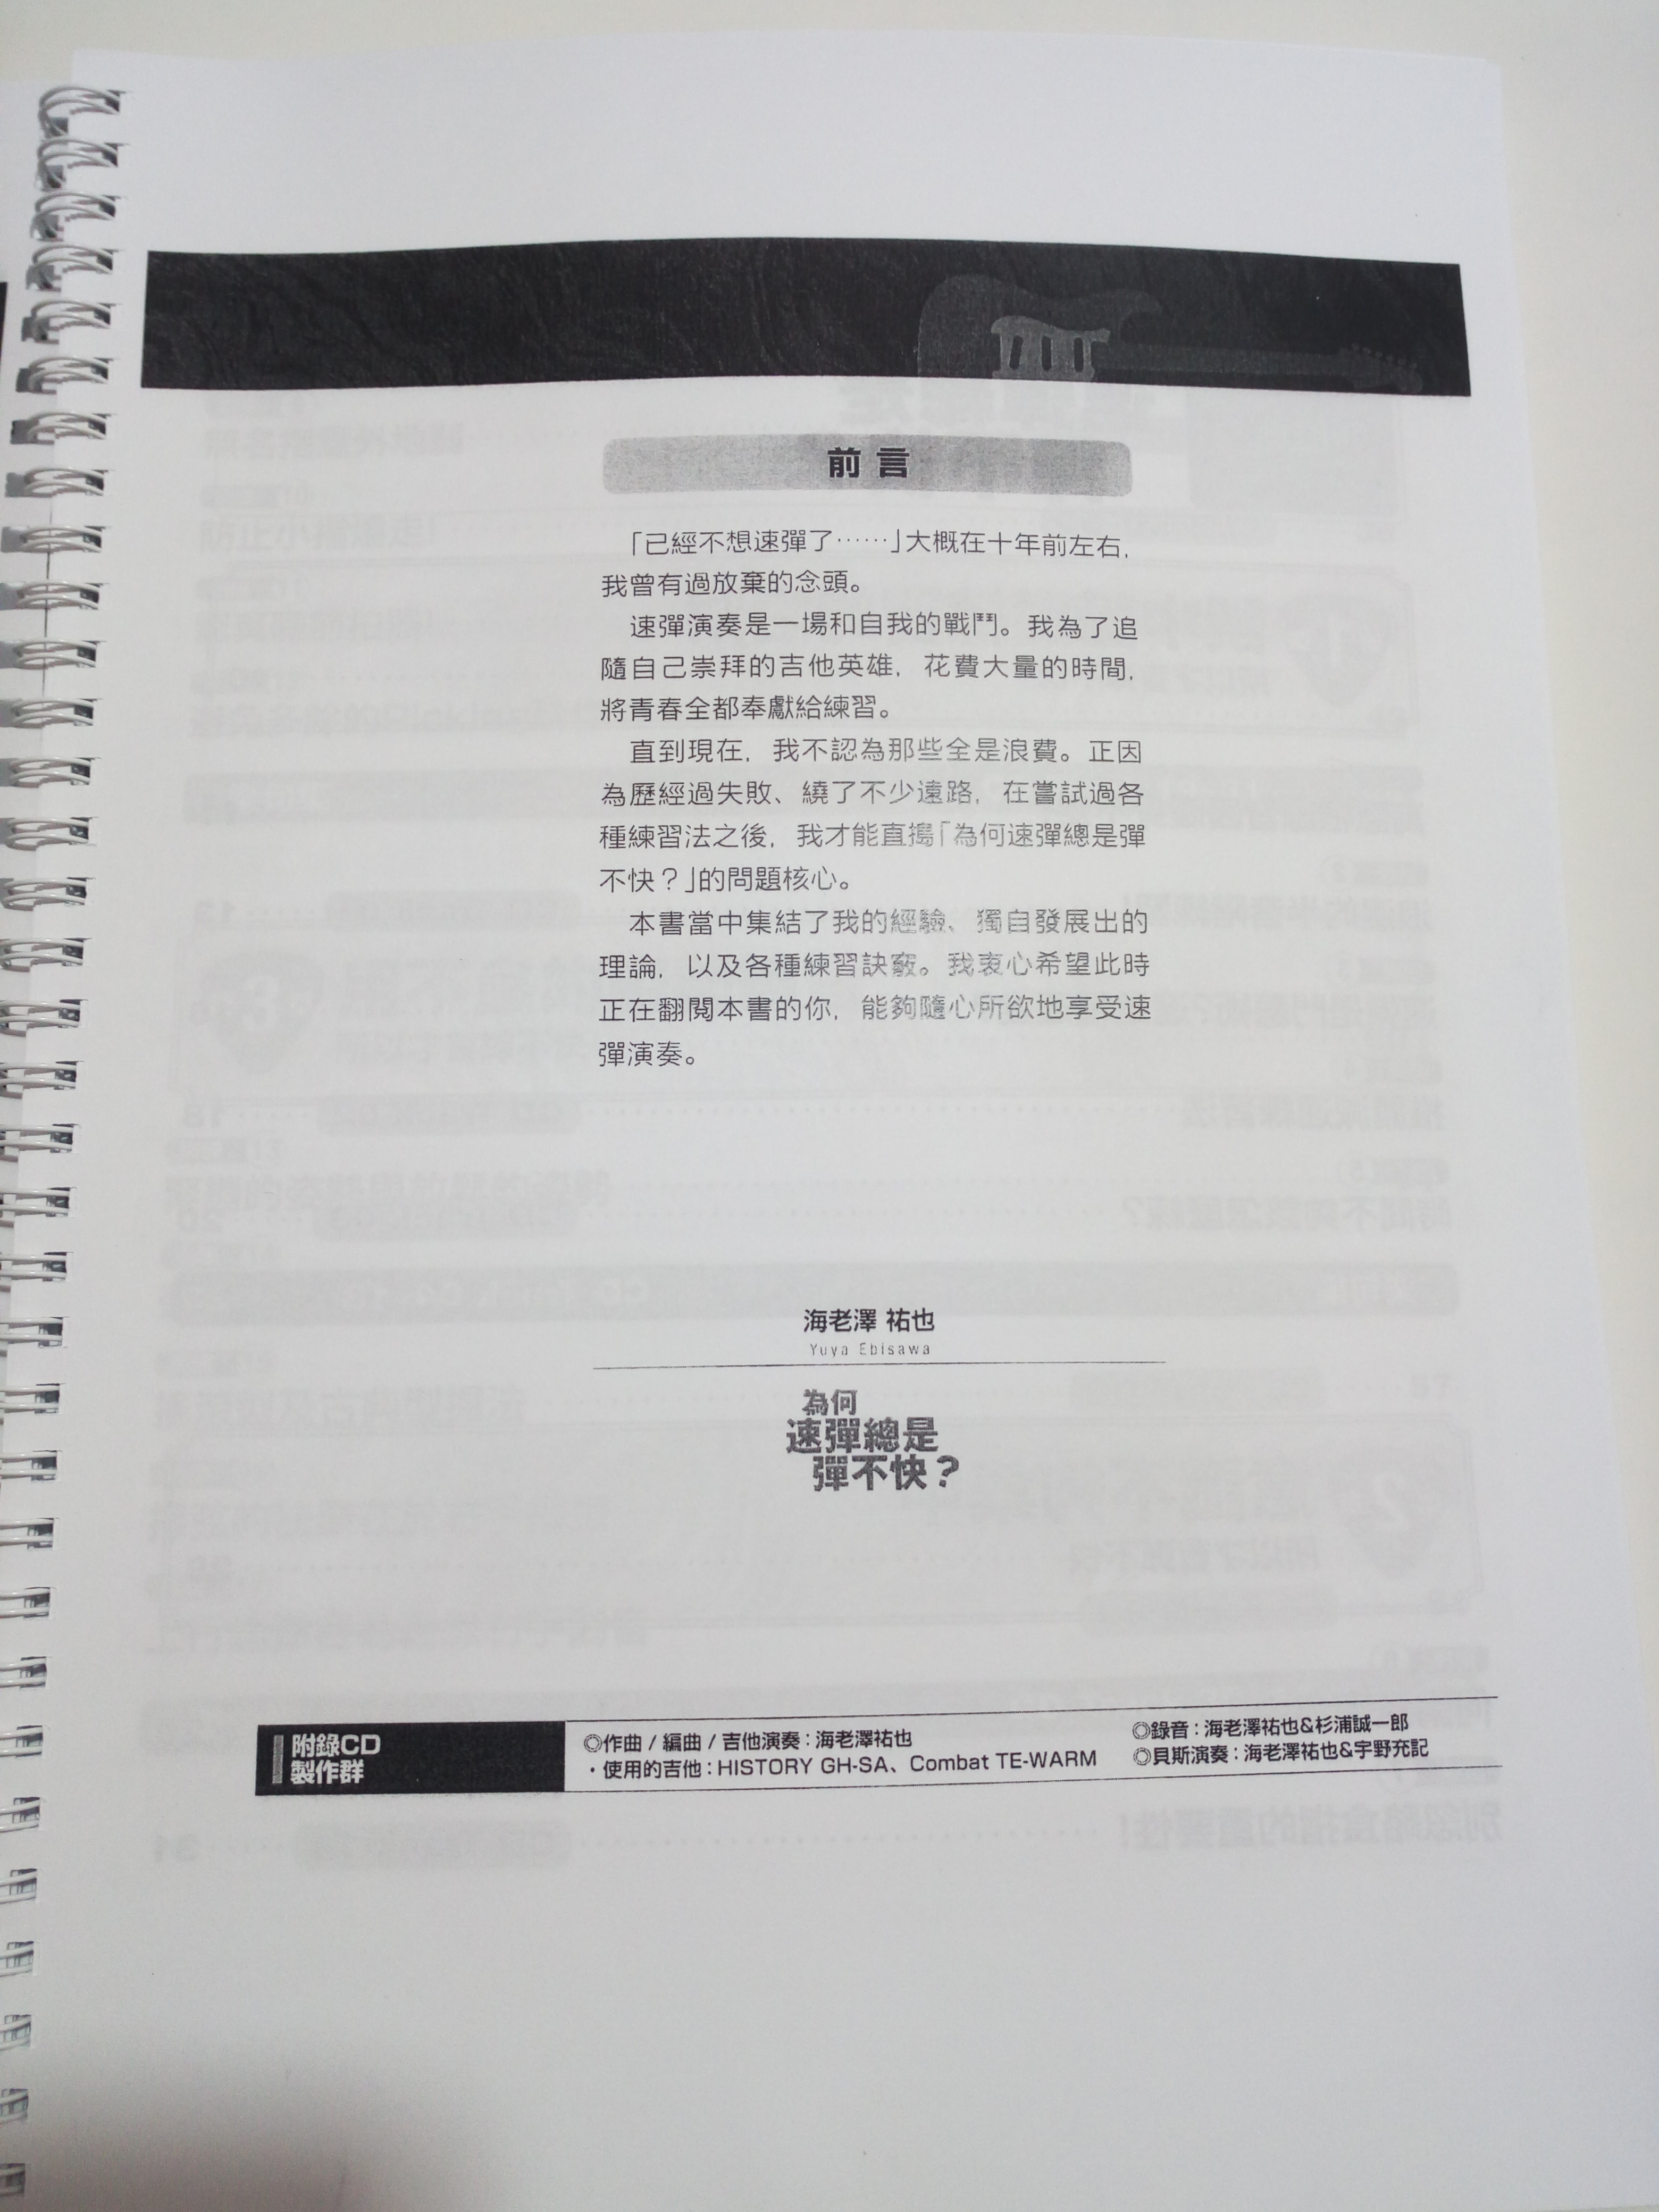 前言
「已經不想速彈了⋯⋯」大概在十年前左右，
我曾有過放棄的念頭。
速彈演奏是一場和自我的戰鬥。我為了追
隨自己崇拜的吉他英雄，花費大量的時間，
將青春全都奉獻給練習。
直到現在，我不認為那些全是浪費。正因
為歷經過失敗、繞了不少遠路，在嘗試過各
種練習法之後，我才能直搗「為何速彈總是彈
不快？」的問題核心。
本書當中集結了我的經驗、獨自發展出的
理論，以及各種練習訣竅。我衷心希望此時
正在翻閱本書的你，能夠隨心所欲地享受速
彈演奏。
海老澤 祐也
Yuya Ebisawa
為何
速彈總是
彈不快？
附錄CD
製作群
◎作曲 / 編曲 / 吉他演奏：海老澤祐也
・使用的吉他：HISTORY GH-SA、Combat TE-WARM
◎錄音：海老澤祐也&杉浦誠一郎
◎貝斯演奏：海老澤祐也&宇野充記